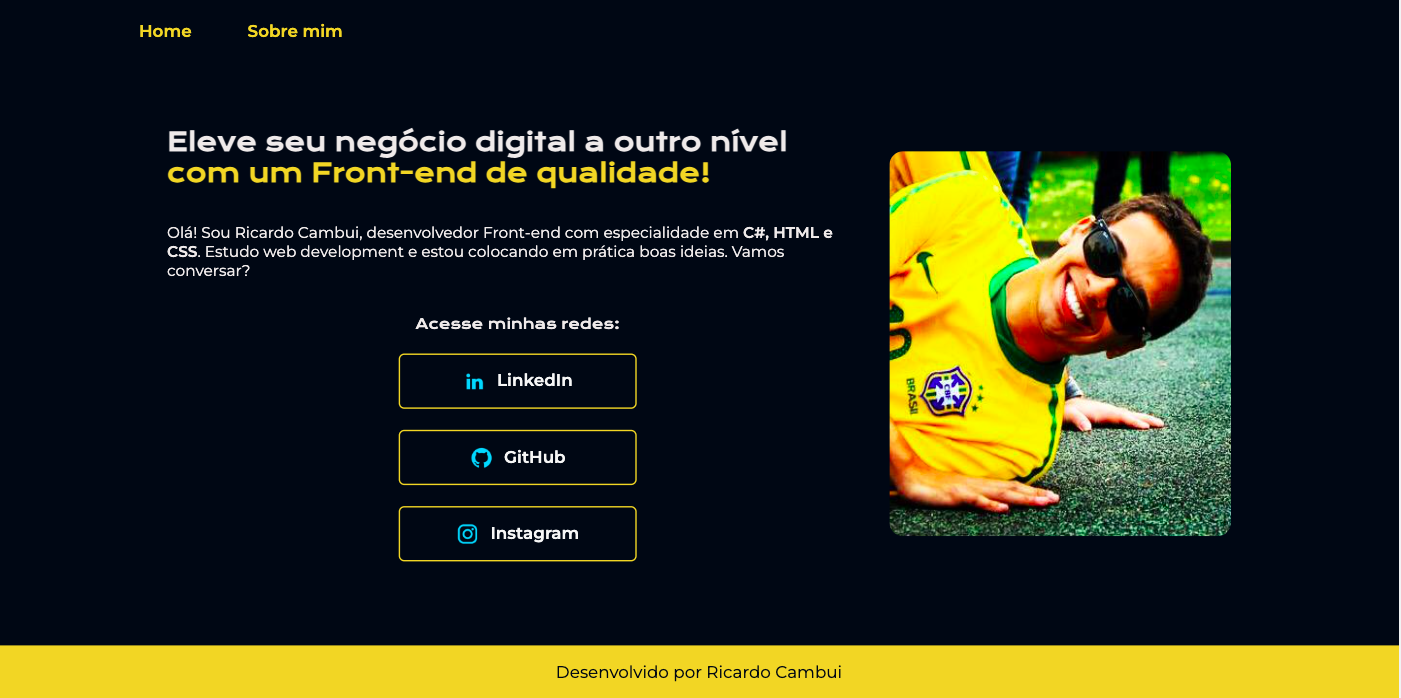 Home Sobre mim
Eleve seu negócio digital a outro nível
com um Front-end de qualidade!
Olá! Sou Ricardo Cambui, desenvolvedor Front-end com especialidade em C#, HTML e
CSS. Estudo web development e estou colocando em prática boas ideias. Vamos
conversar?
Acesse minhas redes:
LinkedIn
GitHub
Instagram
CBF
BRASIL
Desenvolvido por Ricardo Cambui